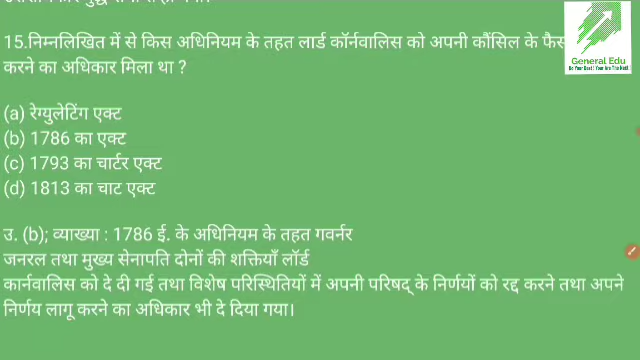 15.निम्नलिखित में से किस अधिनियम के तहत लार्ड कॉर्नवालिस को अपनी कौंसिल के
करने का अधिकार मिला था ?
(a) रेग्युलेटिंग एक्ट
(b) 1786 का एक्ट
(c) 1793 का चार्टर एक्ट
(d) 1813 का चाट एक्ट
उ. (b); व्याख्या : 1786 ई. के अधिनियम के तहत गवर्नर
जनरल तथा मुख्य सेनापति दोनों की शक्तियाँ लॉर्ड
कार्नवालिस को दे दी गई तथा विशेष परिस्थितियों में अपनी परिषद् के निर्णयों को रद्द करने तथा अपने
निर्णय लागू करने का अधिकार भी दे दिया गया।
General Edu